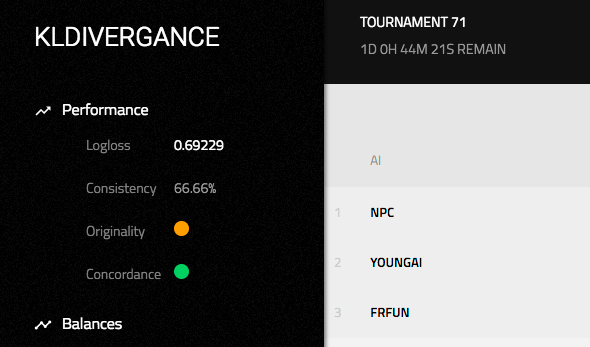 KLDIVERGANCE
Performance
Logloss 0.69229
Consistency 66.66%
Originality
Concordance
Balances
TOURNAMENT 71
1D 0H 44M 21S REMAIN
AI
1 NPC
2 YOUNGAI
3 FRFUN